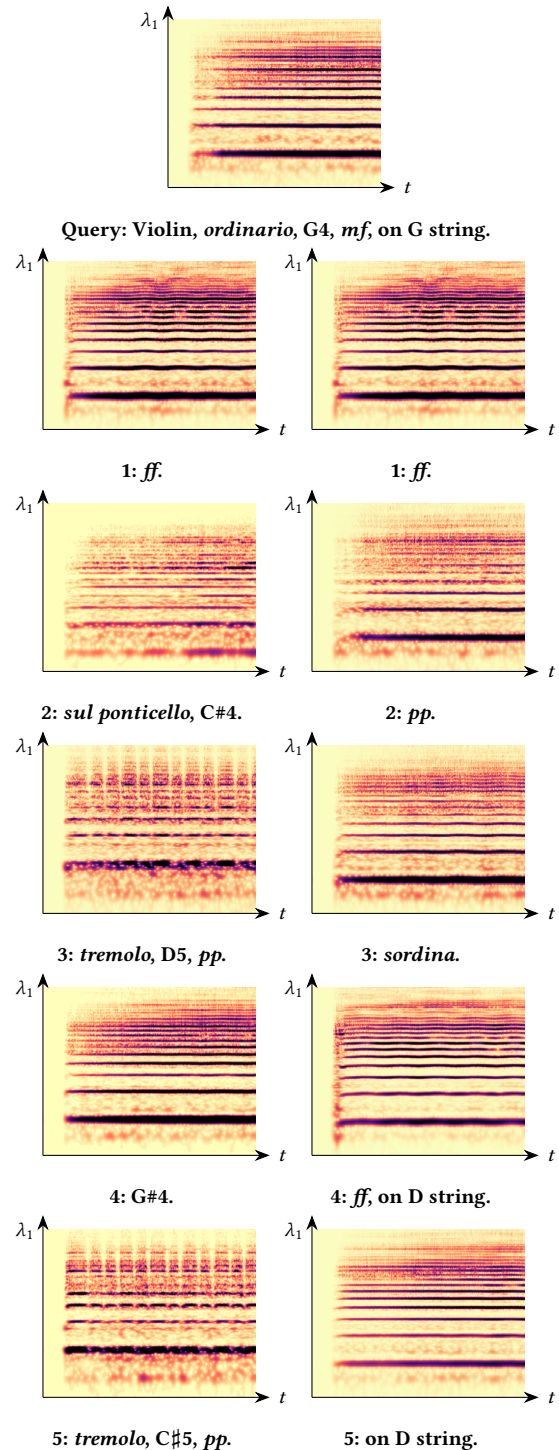 λ₁
t
Query: Violin, ordinario, G4, mf, on G string.
λ₁ t λ₁ t
1: ff. 1: ff.
λ₁ t λ₁ t
2: sul ponticello, C#4. 2: pp.
λ₁ t λ₁ t
3: tremolo, D5, pp. 3: sordina.
λ₁ t λ₁ t
4: G#4. 4: ff, on D string.
λ₁ t λ₁ t
5: tremolo, C♯5, pp. 5: on D string.